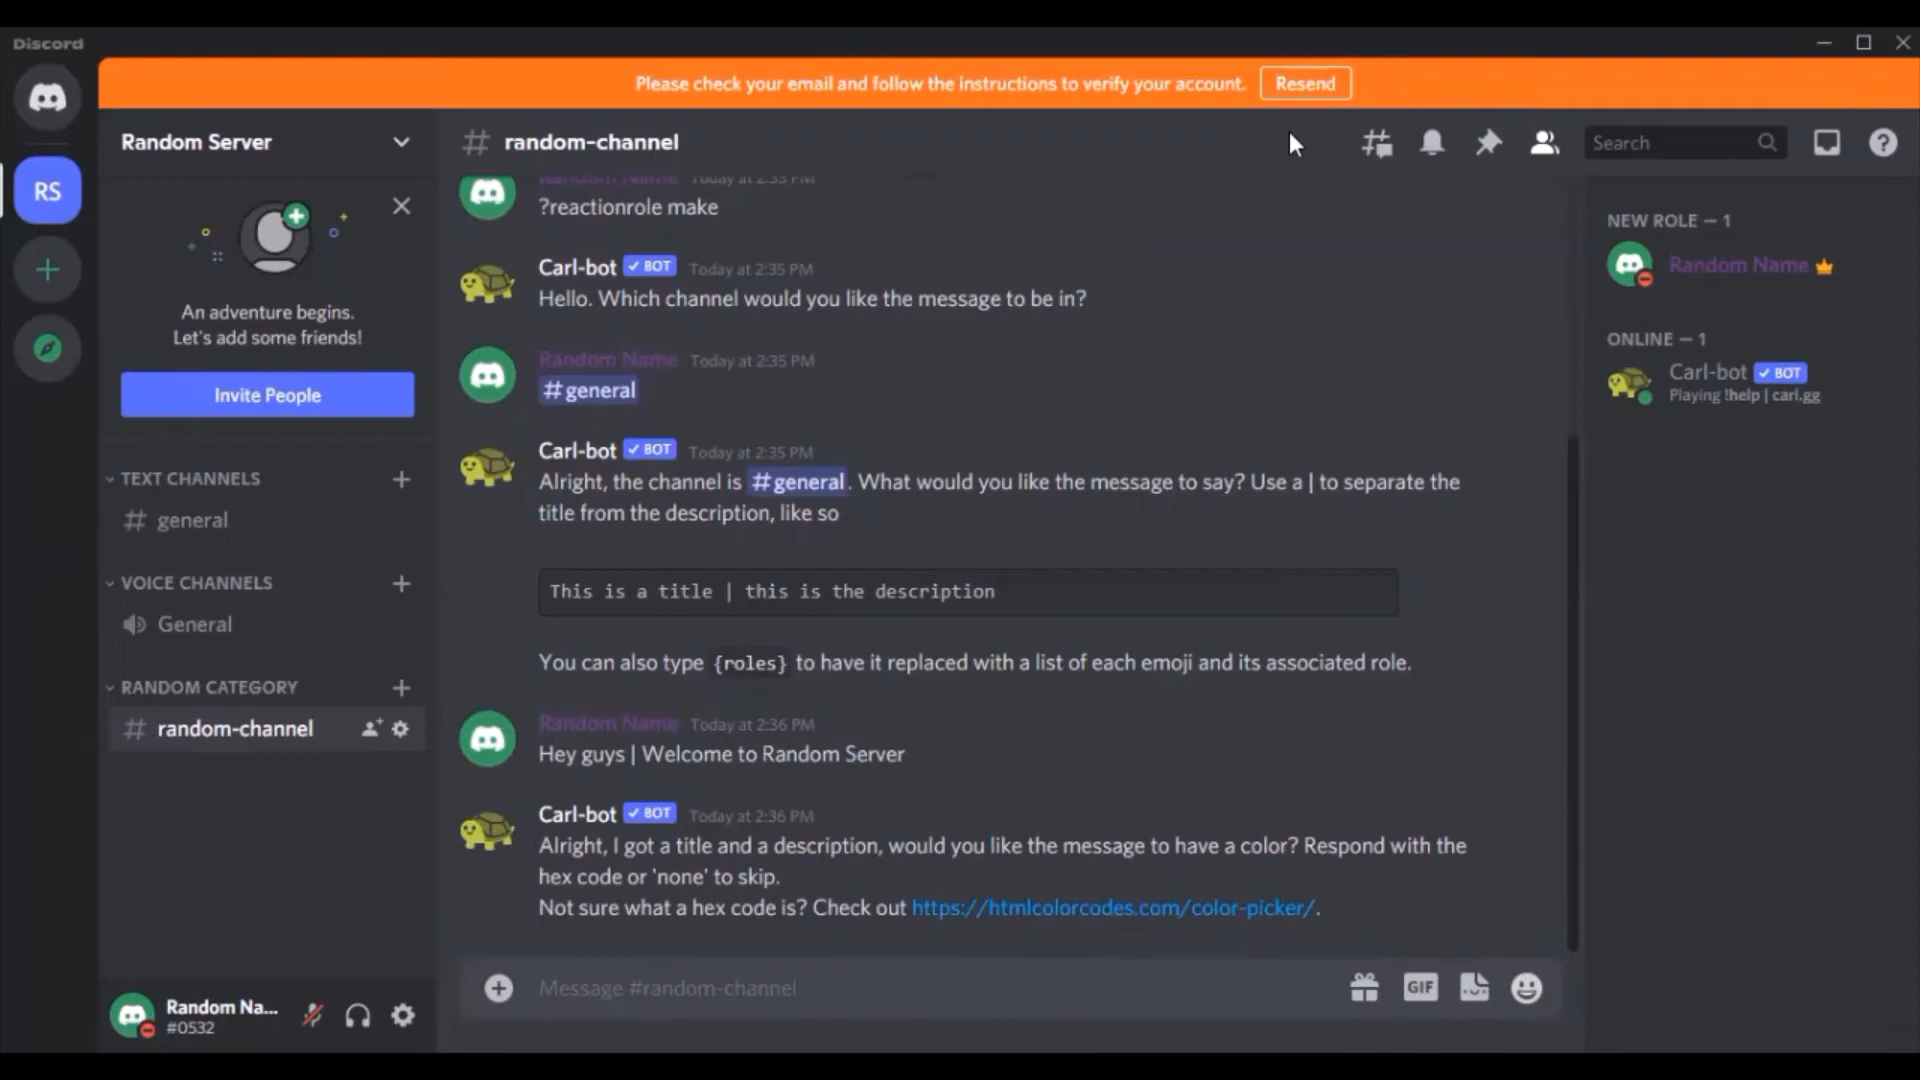 Discord
Please check your email and follow the instructions to verify your account. Resend
Random Server
# random-channel
Search
RS
An adventure begins.
Let's add some friends!
Invite People
TEXT CHANNELS
general
VOICE CHANNELS
General
RANDOM CATEGORY
random-channel
Random Na...
#0532
Random Name Today at 2:35 PM
?reactionrole make
Carl-bot BOT Today at 2:35 PM
Hello. Which channel would you like the message to be in?
Random Name Today at 2:35 PM
#general
Carl-bot BOT Today at 2:35 PM
Alright, the channel is #general. What would you like the message to say? Use a | to separate the
title from the description, like so
This is a title | this is the description
You can also type {roles} to have it replaced with a list of each emoji and its associated role.
Random Name Today at 2:36 PM
Hey guys | Welcome to Random Server
Carl-bot BOT Today at 2:36 PM
Alright, I got a title and a description, would you like the message to have a color? Respond with the
hex code or 'none' to skip.
Not sure what a hex code is? Check out https://htmlcolorcodes.com/color-picker/.
Message #random-channel
GIF
NEW ROLE — 1
Random Name
ONLINE — 1
Carl-bot BOT
Playing !help | carl.gg